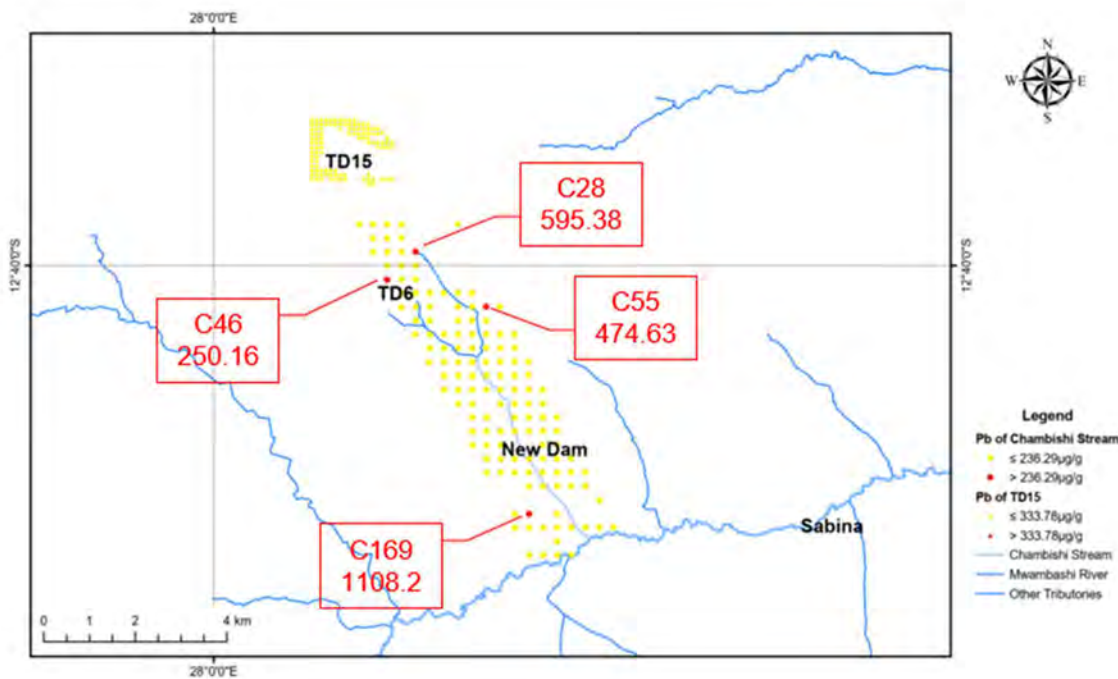 28°0'0"E
N
W E
S
TD15
C28
595.38
12°40'0"S
12°40'0"S
TD6
C46
250.16
C55
474.63
New Dam
C169
1108.2
Sabina
0 1 2 4 km
28°0'0"E
Legend
Pb of Chambishi Stream
≤ 236.29µg/g
> 236.29µg/g
Pb of TD15
≤ 333.78µg/g
> 333.78µg/g
Chambishi Stream
Mwambashi River
Other Tributories